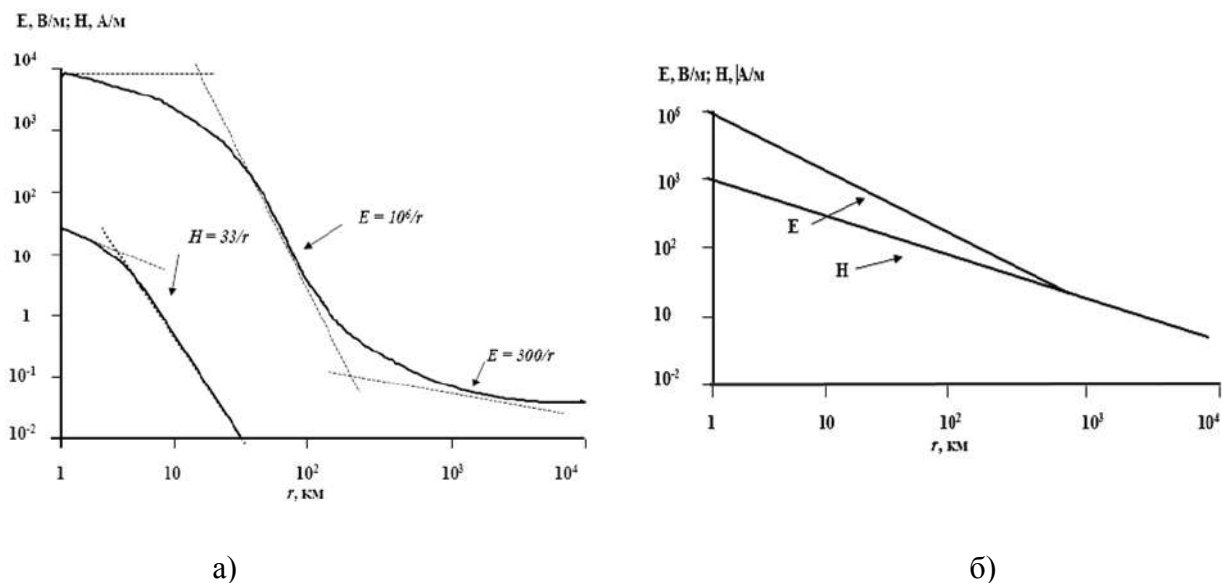 E, В/м; H, А/м
10⁴
10³
10²
10
1
10⁻¹
10⁻²
H = 33/r
E = 10⁶/r
E = 300/r
1 10 10² 10³ 10⁴
r, км
а)
E, В/м; H, А/м
10⁶
10³
10²
10
10⁻²
E
H
1 10 10² 10³ 10⁴
r, км
б)